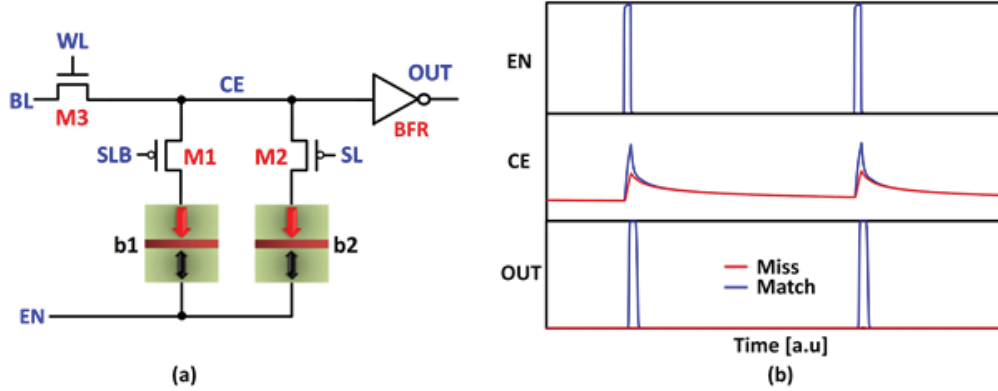 WL
BL
M3
CE
OUT
BFR
SLB
M1
M2
SL
b1
b2
EN
(a)
EN
CE
OUT
Miss
Match
Time [a.u]
(b)